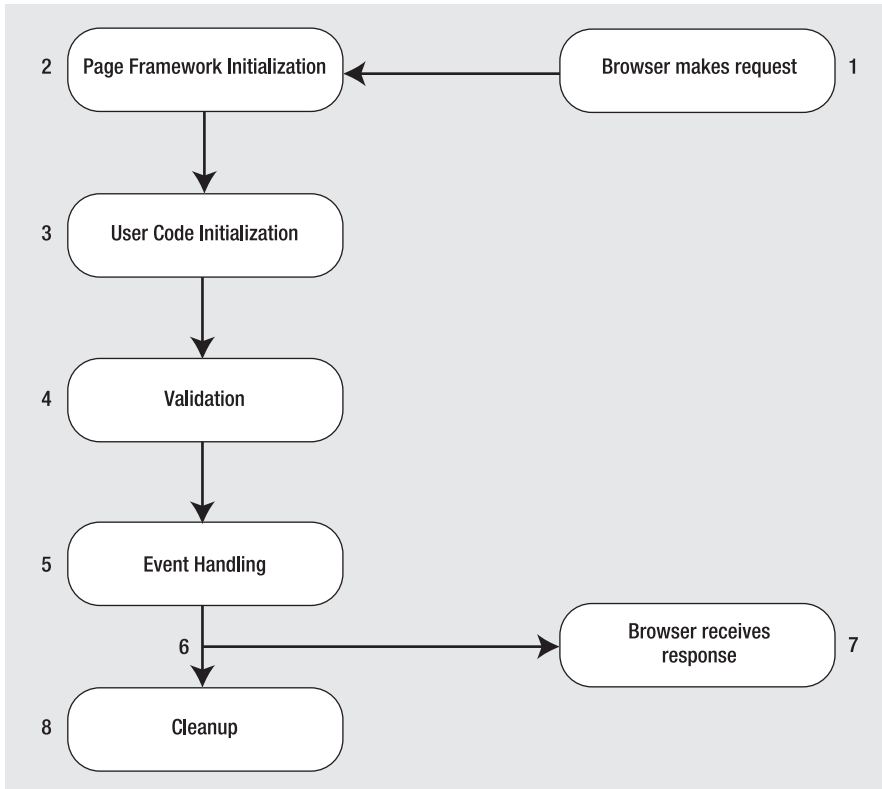 2 Page Framework Initialization
Browser makes request 1
3 User Code Initialization
4 Validation
5 Event Handling
6
Browser receives
response
7
8 Cleanup